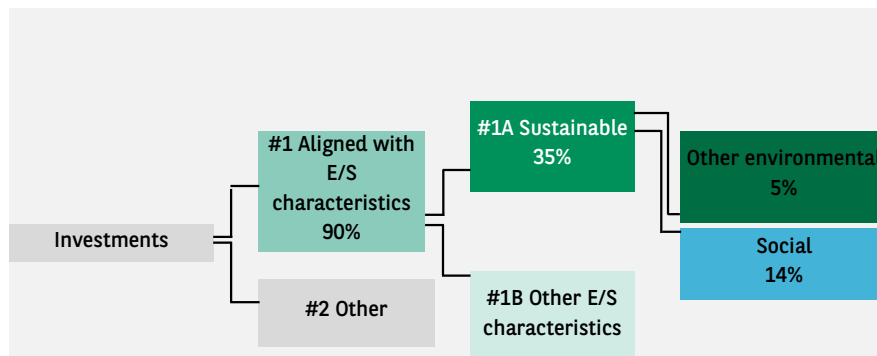 Investments
#1 Aligned with
E/S
characteristics
90%
#2 Other
#1A Sustainable
35%
#1B Other E/S
characteristics
Other environmental
5%
Social
14%